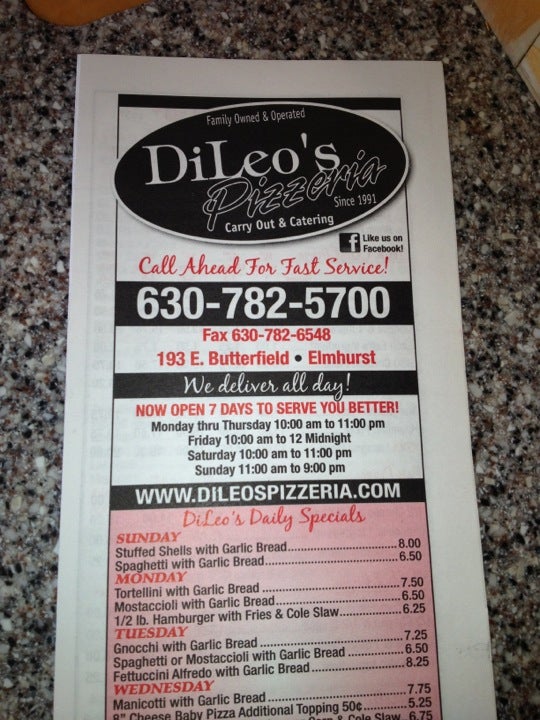 Family Owned & Operated
DiLeo's
Pizzeria
Since 1991
Carry Out & Catering
f Like us on
Facebook!
Call Ahead For Fast Service!
630-782-5700
Fax 630-782-6548
193 E. Butterfield • Elmhurst
We deliver all day!
NOW OPEN 7 DAYS TO SERVE YOU BETTER!
Monday thru Thursday 10:00 am to 11:00 pm
Friday 10:00 am to 12 Midnight
Saturday 10:00 am to 11:00 pm
Sunday 11:00 am to 9:00 pm
WWW.DILEOSPIZZERIA.COM
DiLeo's Daily Specials
SUNDAY
Stuffed Shells with Garlic Bread..............................8.00
Spaghetti with Garlic Bread....................................6.50
MONDAY
Tortellini with Garlic Bread ....................................7.50
Mostaccioli with Garlic Bread.................................6.50
1/2 lb. Hamburger with Fries & Cole Slaw................6.25
TUESDAY
Gnocchi with Garlic Bread .....................................7.25
Spaghetti or Mostaccioli with Garlic Bread ..............6.50
Fettuccini Alfredo with Garlic Bread........................8.25
WEDNESDAY
Manicotti with Garlic Bread ....................................7.75
8" Cheese Baby Pizza Additional Topping 50¢..........5.25
Corn & Cole Slaw 6.75